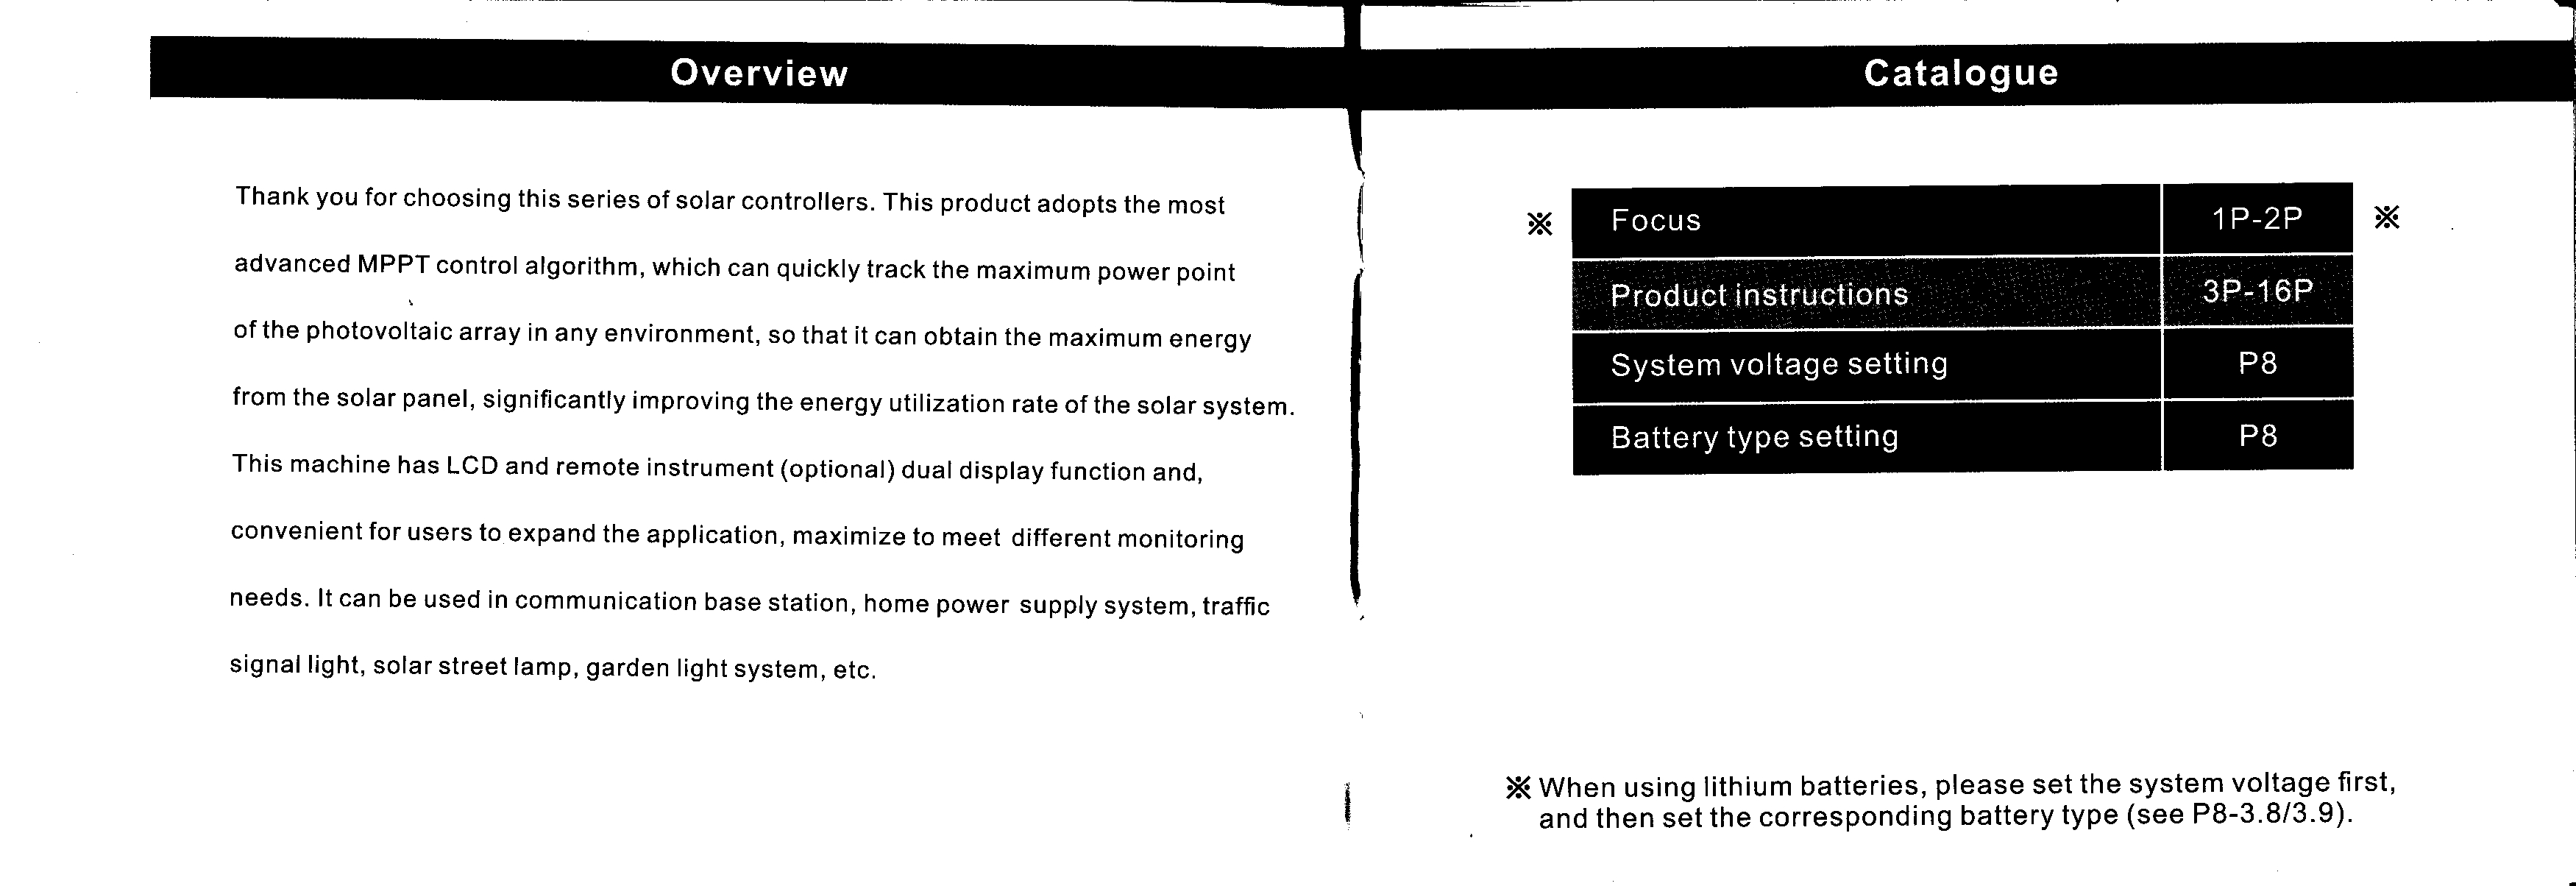 Overview
Thank you for choosing this series of solar controllers. This product adopts the most
advanced MPPT control algorithm, which can quickly track the maximum power point
of the photovoltaic array in any environment, so that it can obtain the maximum energy
from the solar panel, significantly improving the energy utilization rate of the solar system.
This machine has LCD and remote instrument (optional) dual display function and,
convenient for users to expand the application, maximize to meet different monitoring
needs. It can be used in communication base station, home power supply system, traffic
signal light, solar street lamp, garden light system, etc.
Catalogue
※ Focus 1P-2P ※
Product instructions 3P-16P
System voltage setting P8
Battery type setting P8
※ When using lithium batteries, please set the system voltage first,
and then set the corresponding battery type (see P8-3.8/3.9).